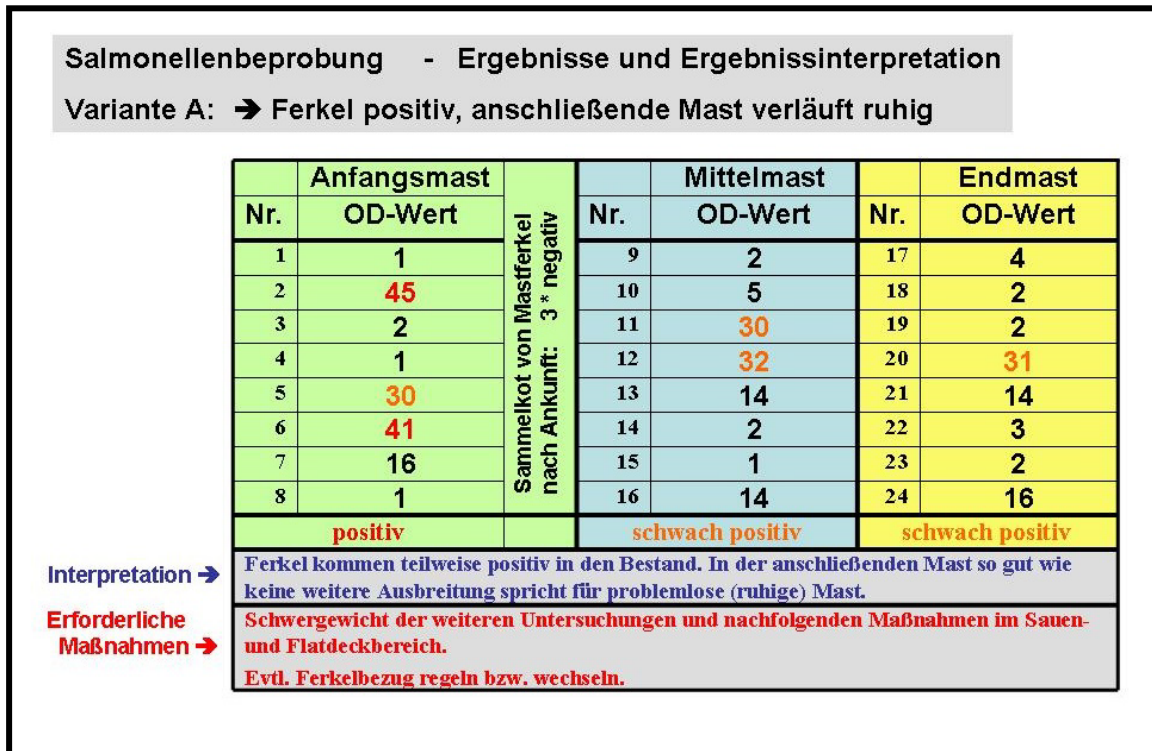 Salmonellenbeprobung - Ergebnisse und Ergebnissinterpretation
Variante A: ➔ Ferkel positiv, anschließende Mast verläuft ruhig
Anfangsmast Mittelmast Endmast
Nr. OD-Wert Nr. OD-Wert Nr. OD-Wert
Sammelkot von Mastferkel
nach Ankunft: 3 * negativ
1 1 9 2 17 4
2 45 10 5 18 2
3 2 11 30 19 2
4 1 12 32 20 31
5 30 13 14 21 14
6 41 14 2 22 3
7 16 15 1 23 2
8 1 16 14 24 16
positiv schwach positiv schwach positiv
Interpretation ➔
Ferkel kommen teilweise positiv in den Bestand. In der anschließenden Mast so gut wie
keine weitere Ausbreitung spricht für problemlose (ruhige) Mast.
Erforderliche
Maßnahmen ➔
Schwergewicht der weiteren Untersuchungen und nachfolgenden Maßnahmen im Sauen-
und Flatdeckbereich.
Evtl. Ferkelbezug regeln bzw. wechseln.